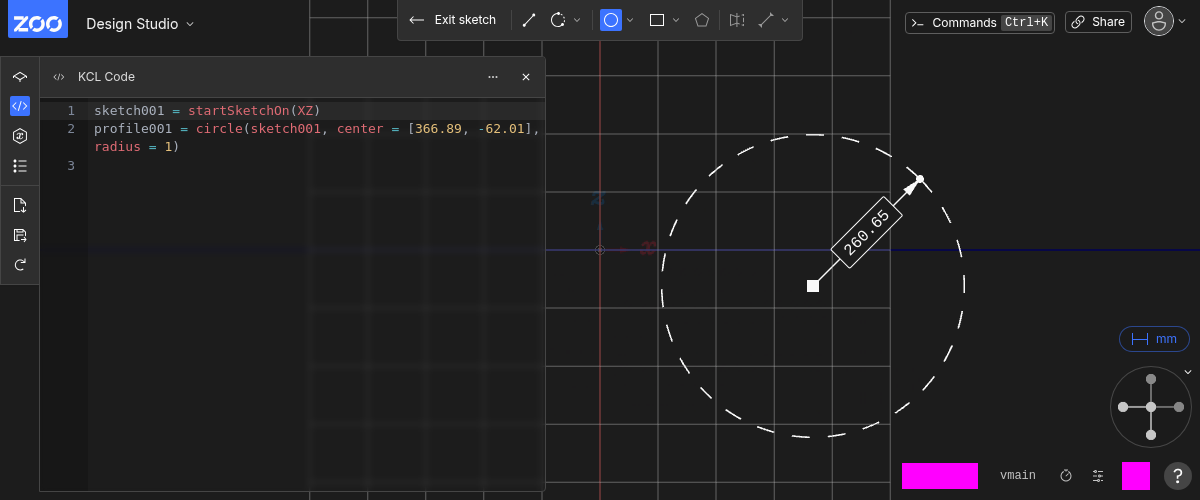 ZOO
Design Studio
Exit sketch
Commands Ctrl+K
Share
KCL Code
1 sketch001 = startSketchOn(XZ)
2 profile001 = circle(sketch001, center = [366.89, -62.01],
radius = 1)
3
z
x
260.65
mm
vmain
?